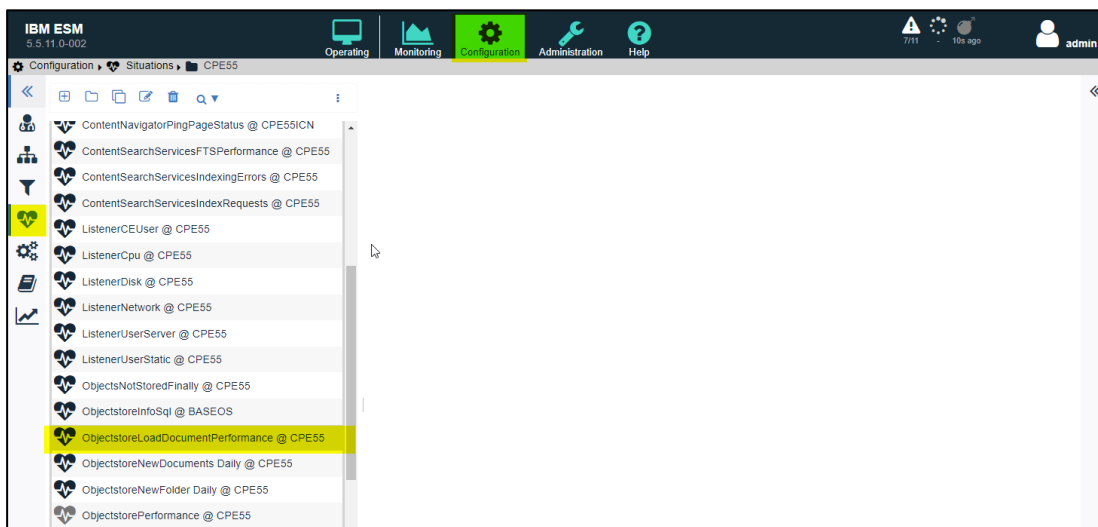 IBM ESM
5.5.11.0-002
Operating
Monitoring
Configuration
Administration
Help
7/11
10s ago
admin
Configuration Situations CPE55
ContentNavigatorPingPageStatus @ CPE55ICN
ContentSearchServicesFTSPerformance @ CPE55
ContentSearchServicesIndexingErrors @ CPE55
ContentSearchServicesIndexRequests @ CPE55
ListenerCEUser @ CPE55
ListenerCpu @ CPE55
ListenerDisk @ CPE55
ListenerNetwork @ CPE55
ListenerUserServer @ CPE55
ListenerUserStatic @ CPE55
ObjectsNotStoredFinally @ CPE55
ObjectstoreInfoSql @ BASEOS
ObjectstoreLoadDocumentPerformance @ CPE55
ObjectstoreNewDocuments Daily @ CPE55
ObjectstoreNewFolder Daily @ CPE55
ObjectstorePerformance @ CPE55